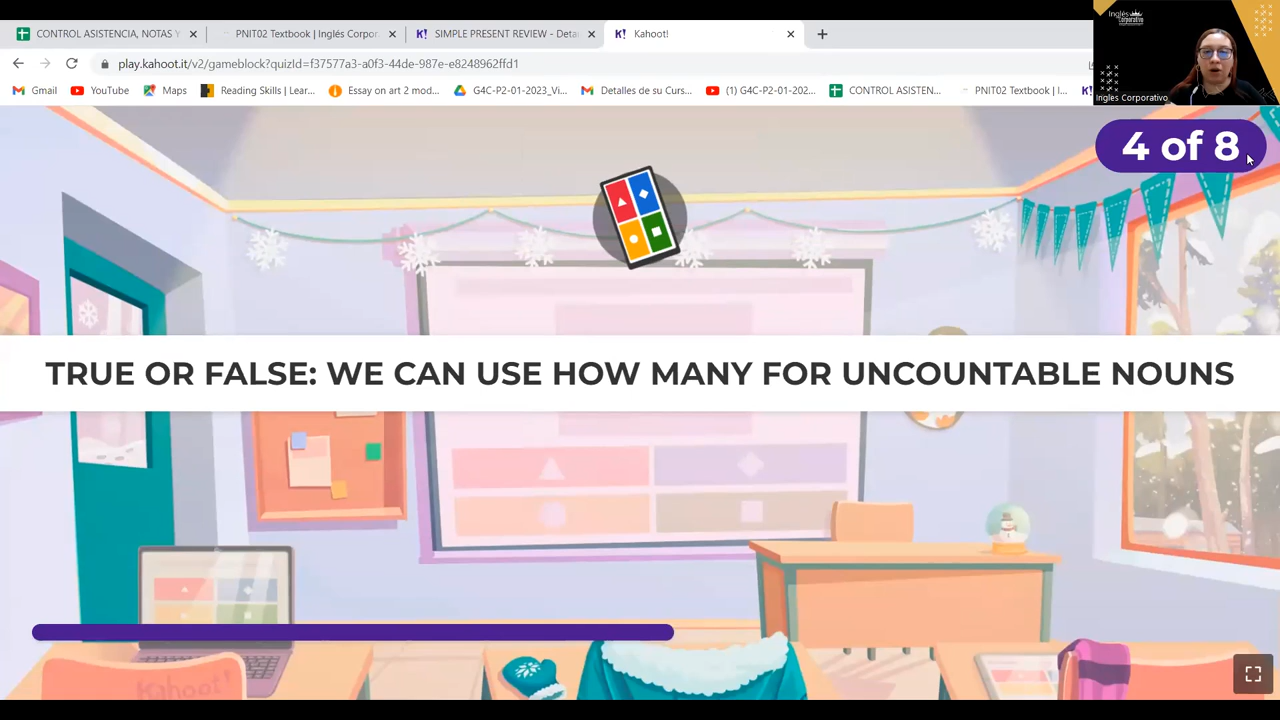 CONTROL ASISTENCIA, NOTAS Y
PNIT02 Textbook | Inglés Corpor
SIMPLE PRESENT REVIEW - Deta
Kahoot!
play.kahoot.it/v2/gameblock?quizId=f37577a3-a0f3-44de-987e-e8248962ffd1
Gmail
YouTube
Maps
Reading Skills | Lear...
Essay on art 2 mod...
G4C-P2-01-2023_Vi...
Detalles de su Curs...
(1) G4C-P2-01-202...
CONTROL ASISTEN...
PNIT02 Textbook | I...
Inglés
Corporativo
Ingles Corporativo
4 of 8
TRUE OR FALSE: WE CAN USE HOW MANY FOR UNCOUNTABLE NOUNS
Kahoot!